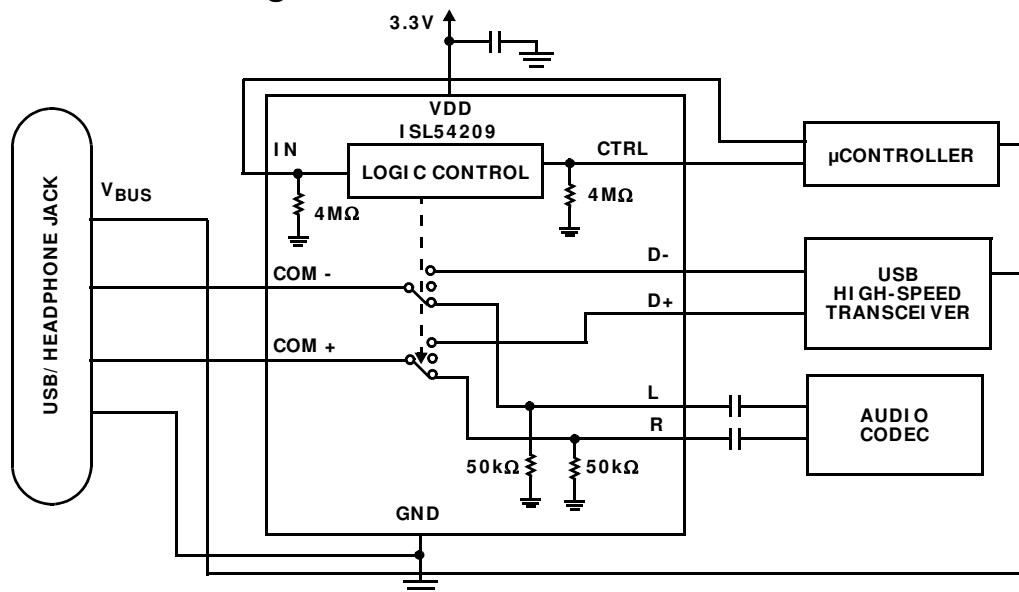 3.3V
VDD
ISL54209
IN
LOGIC CONTROL
CTRL
µCONTROLLER
4MΩ
4MΩ
VBUS
USB/ HEADPHONE JACK
COM -
D-
USB
HIGH-SPEED
TRANSCEIVER
D+
COM +
L
R
AUDIO
CODEC
50kΩ
50kΩ
GND